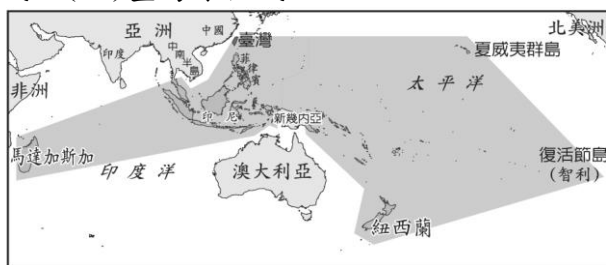 亞洲
中國
北美洲
印度
中南半島
臺灣
菲律賓
夏威夷群島
太平洋
非洲
印尼
新幾內亞
馬達加斯加
印度洋
澳大利亞
復活節島
(智利)
紐西蘭